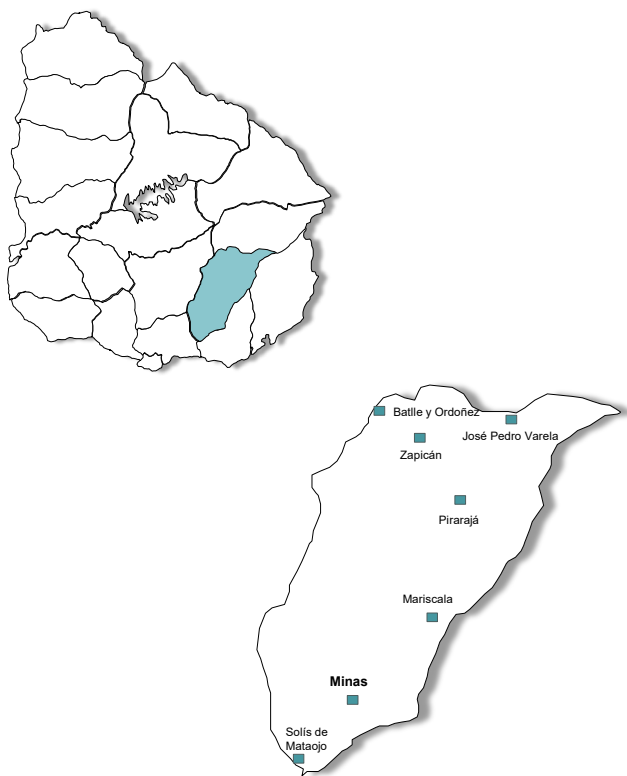 Batlle y Ordoñez
José Pedro Varela
Zapicán
Pirarajá
Mariscala
Minas
Solís de
Mataojo